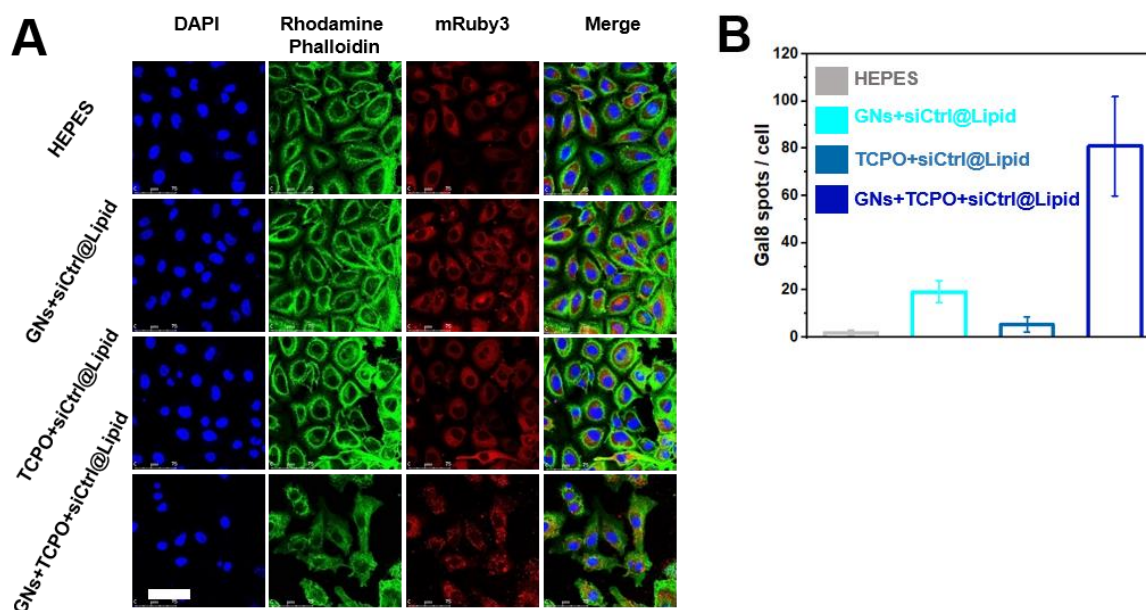 A
DAPI
Rhodamine
Phalloidin
mRuby3
Merge
HEPES
GNs+siCtrl@Lipid
TCPO+siCtrl@Lipid
GNs+TCPO+siCtrl@Lipid
B
Gal8 spots / cell
120
100
80
60
40
20
0
HEPES
GNs+siCtrl@Lipid
TCPO+siCtrl@Lipid
GNs+TCPO+siCtrl@Lipid